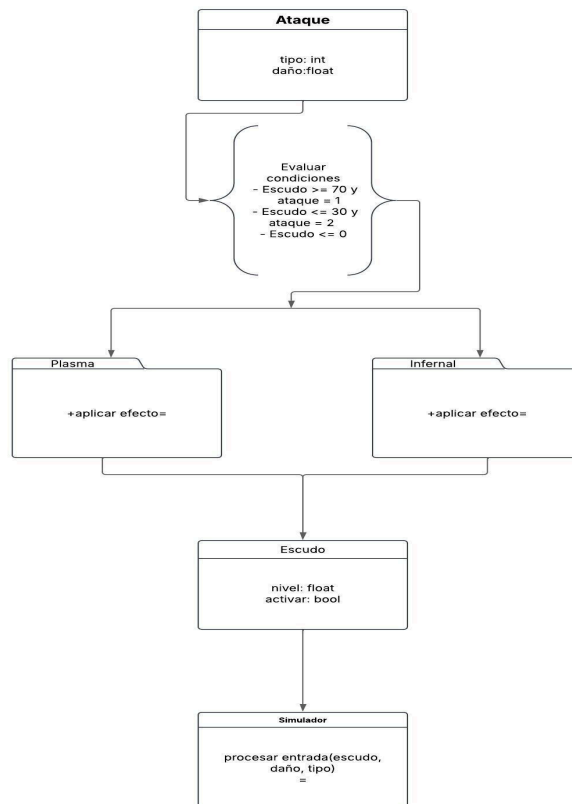 Ataque
tipo: int
daño:float
Evaluar
condiciones
- Escudo >= 70 y
ataque = 1
- Escudo <= 30 y
ataque = 2
- Escudo <= 0
Plasma
+aplicar efecto=
Infernal
+aplicar efecto=
Escudo
nivel: float
activar: bool
Simulador
procesar entrada(escudo,
daño, tipo)
=